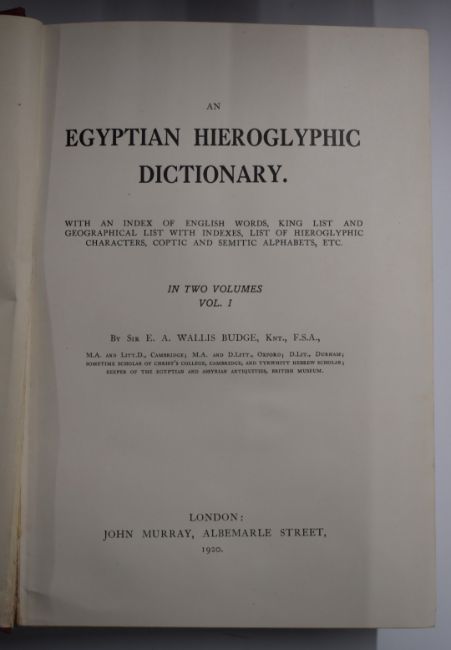 AN
EGYPTIAN HIEROGLYPHIC
DICTIONARY.
WITH AN INDEX OF ENGLISH WORDS, KING LIST AND
GEOGRAPHICAL LIST WITH INDEXES, LIST OF HIEROGLYPHIC
CHARACTERS, COPTIC AND SEMITIC ALPHABETS, ETC.
IN TWO VOLUMES
VOL. I
BY SIR E. A. WALLIS BUDGE, KNT., F.S.A.,
M.A. AND LITT.D., CAMBRIDGE; M.A. AND D.LITT., OXFORD; D.LIT., DURHAM;
SOMETIME SCHOLAR OF CHRIST'S COLLEGE, CAMBRIDGE, AND TYRWHITT HEBREW SCHOLAR;
KEEPER OF THE EGYPTIAN AND ASSYRIAN ANTIQUITIES, BRITISH MUSEUM.
LONDON:
JOHN MURRAY, ALBEMARLE STREET,
1920.